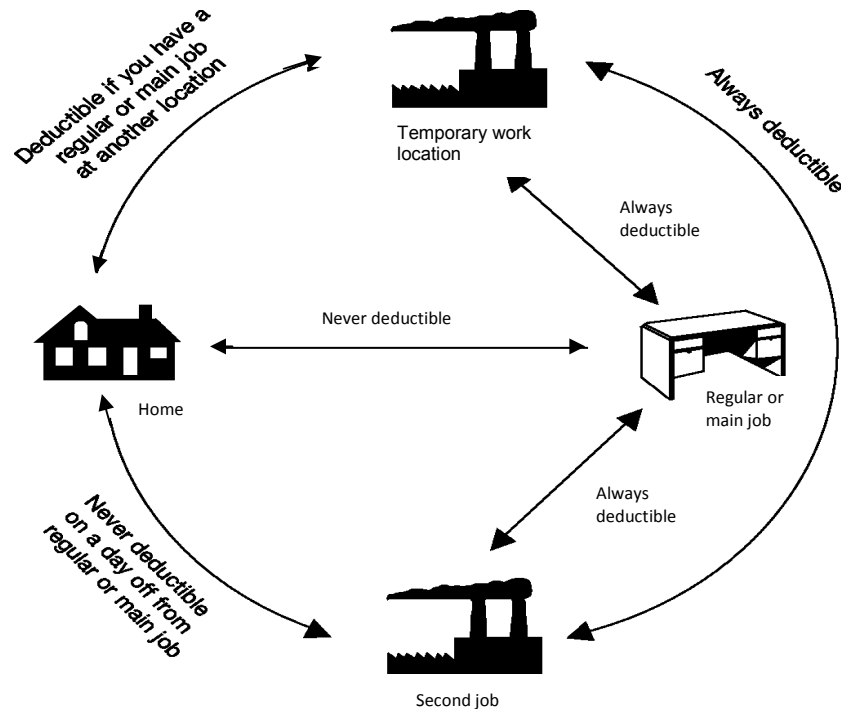 Deductible if you have a
regular or main job
at another location
Temporary work
location
Always deductible
Always
deductible
Never deductible
Home
Regular or
main job
Always
deductible
Never deductible
on a day off from
regular or main job
Second job